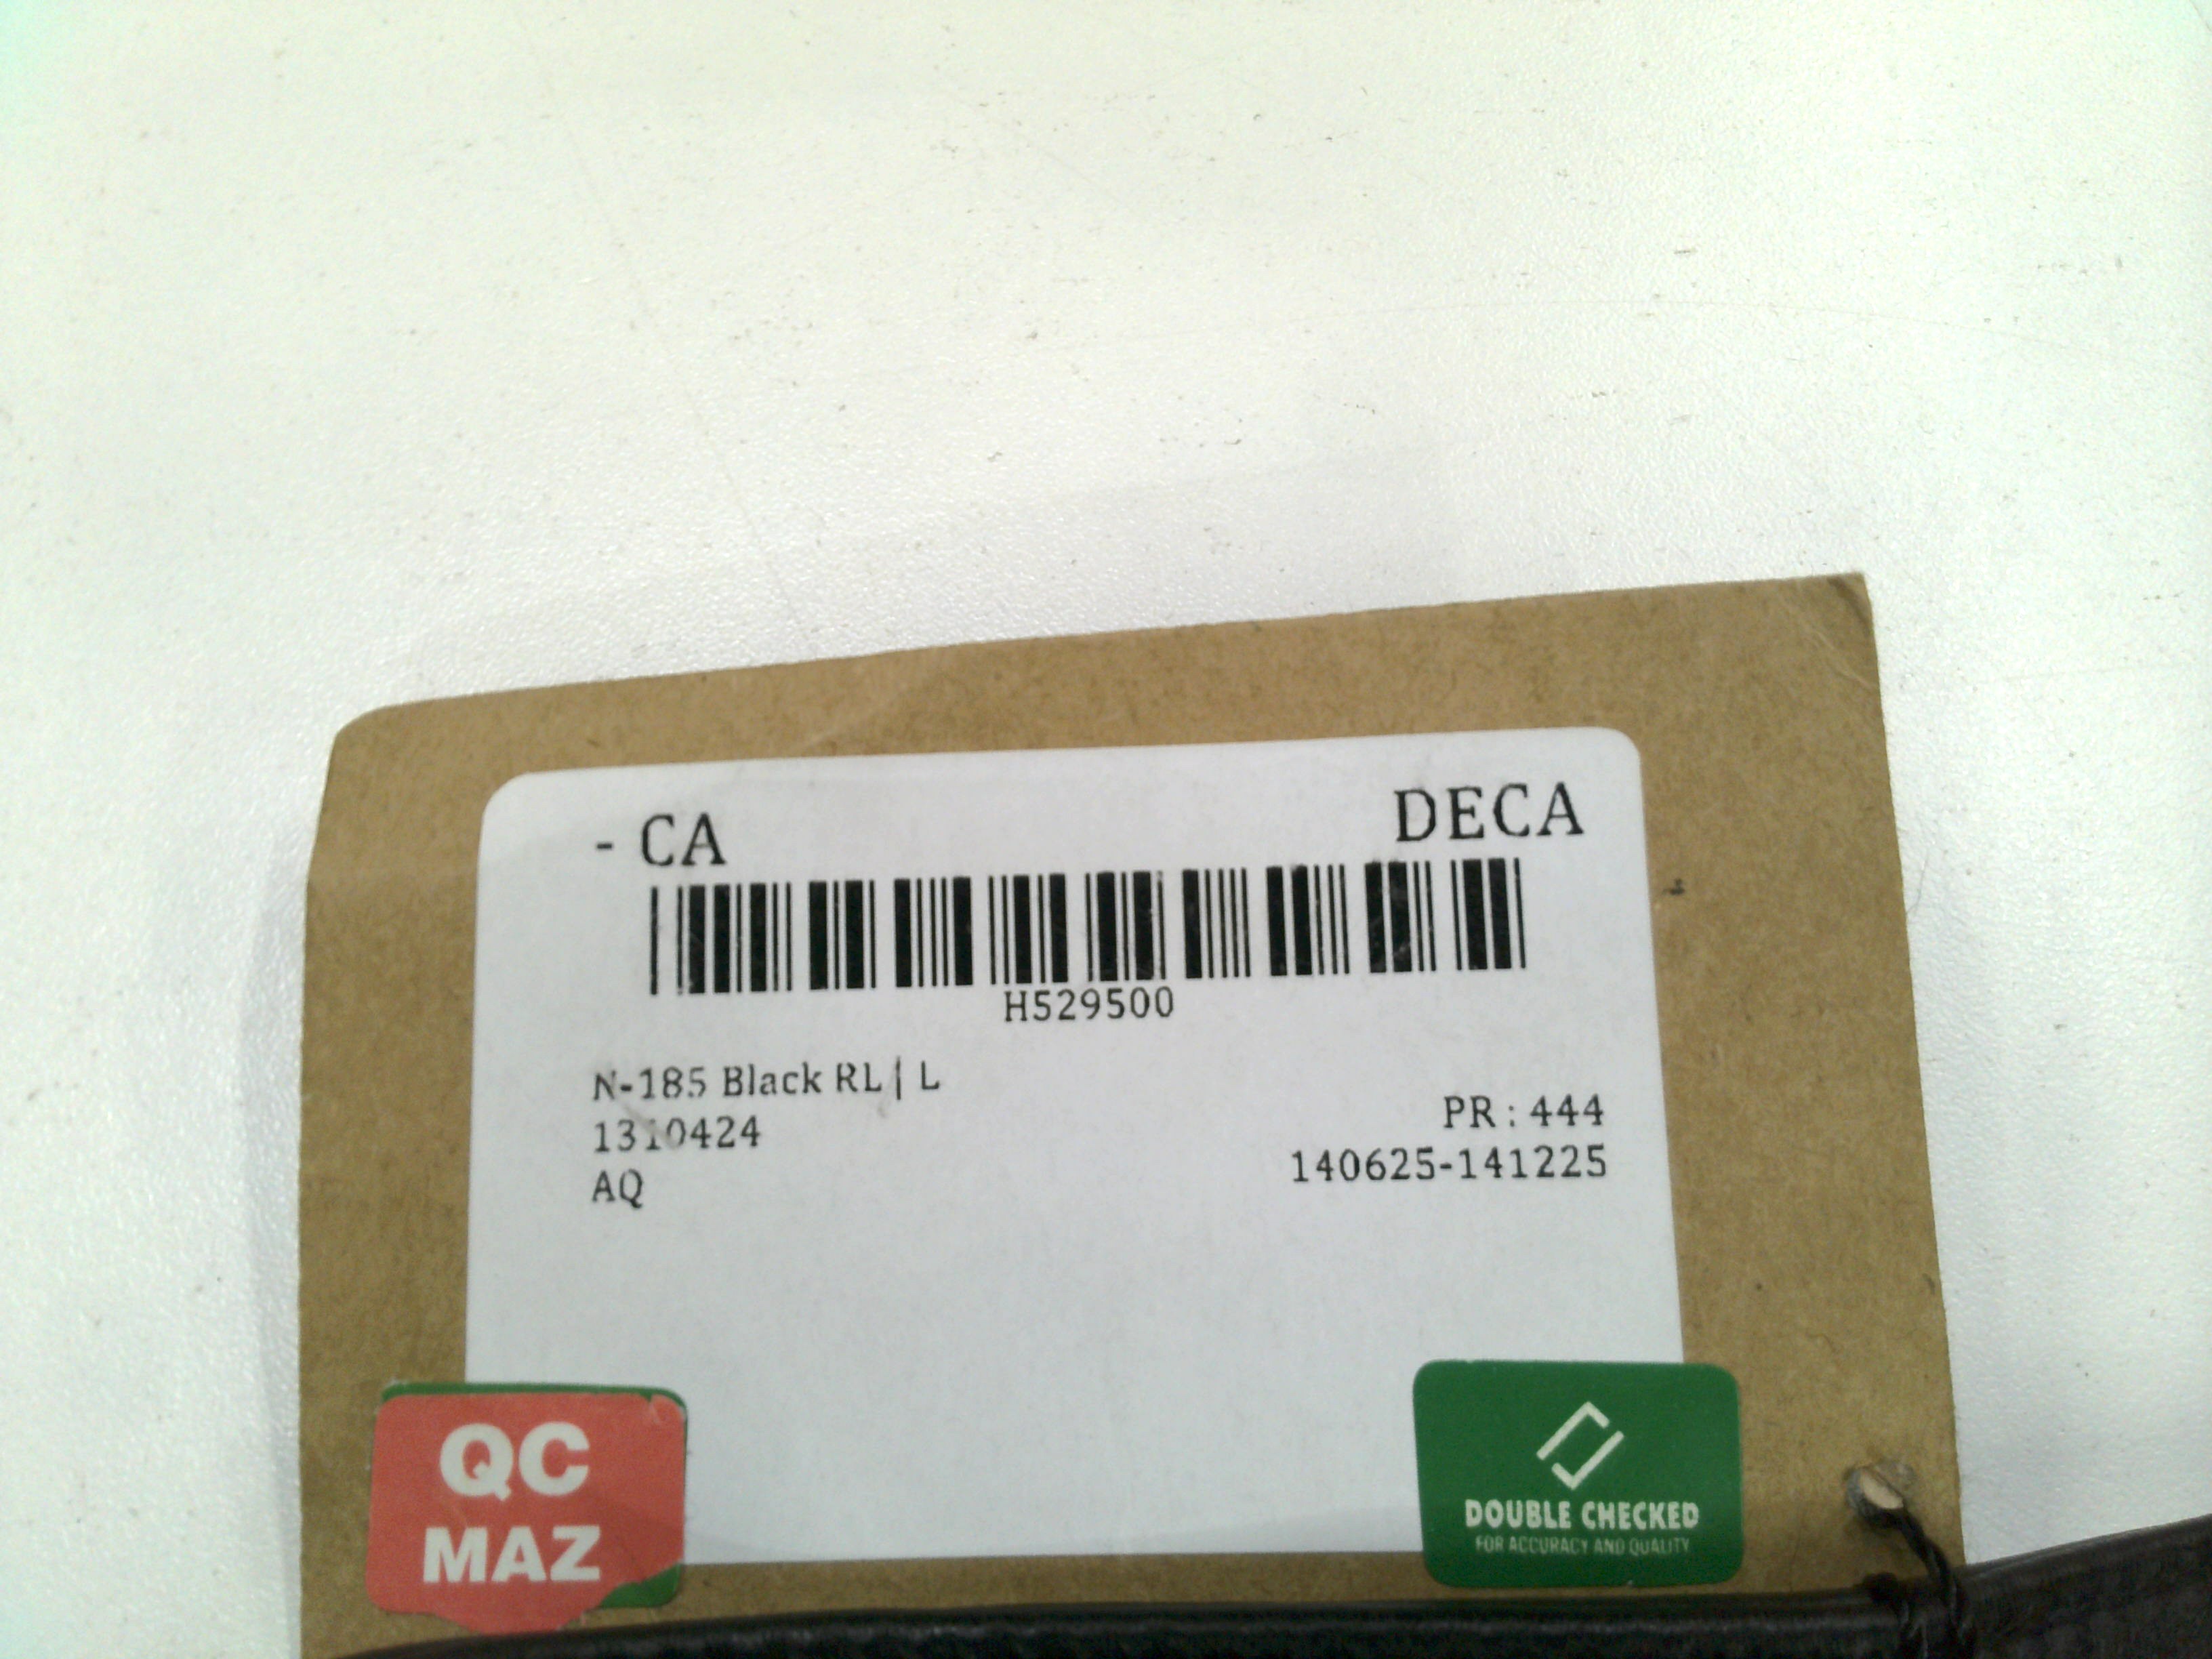 - CA DECA
H529500
N-185 Black RL | L
1310424
AQ
PR : 444
140625-141225
QC
MAZ
DOUBLE CHECKED
FOR ACCURACY AND QUALITY